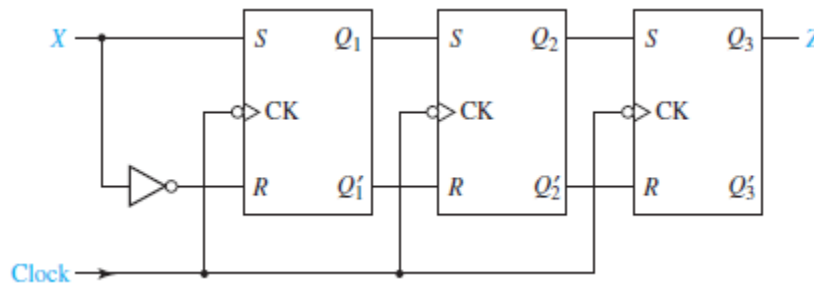 X S Q₁ S Q₂ S Q₃ Z
CK CK CK
R Q₁′ R Q₂′ R Q₃′
Clock